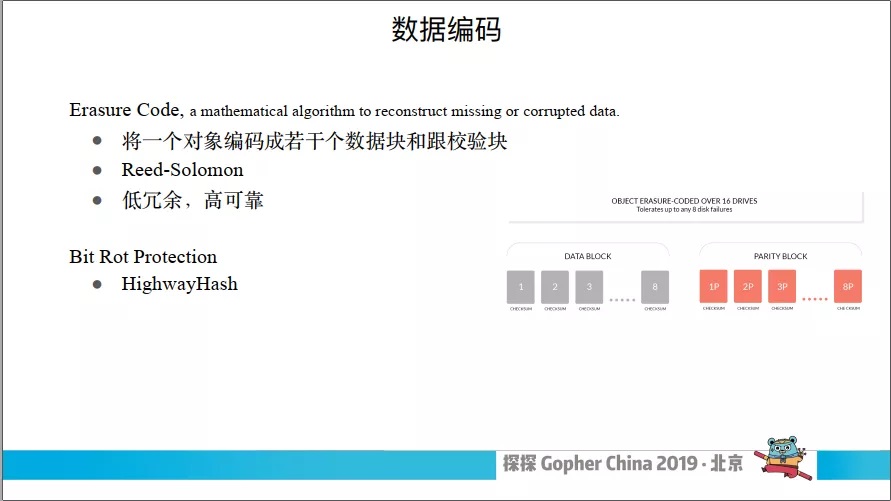 数据编码
Erasure Code, a mathematical algorithm to reconstruct missing or corrupted data.
● 将一个对象编码成若干个数据块和跟校验块
● Reed-Solomon
● 低冗余，高可靠
Bit Rot Protection
● HighwayHash
OBJECT ERASURE-CODED OVER 16 DRIVES
Tolerates up to any 8 disk failures
DATA BLOCK
1 2 3 ..... 8
CHECKSUM CHECKSUM CHECKSUM CHECKSUM
PARITY BLOCK
1P 2P 3P ..... 8P
CHECKSUM CHECKSUM CHECKSUM CHECKSUM
探探 Gopher China 2019 · 北京